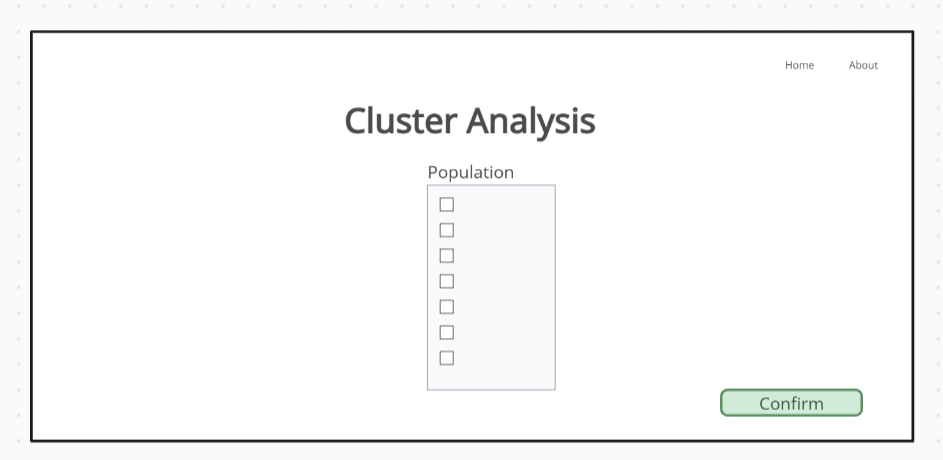 Home About
Cluster Analysis
Population
Confirm